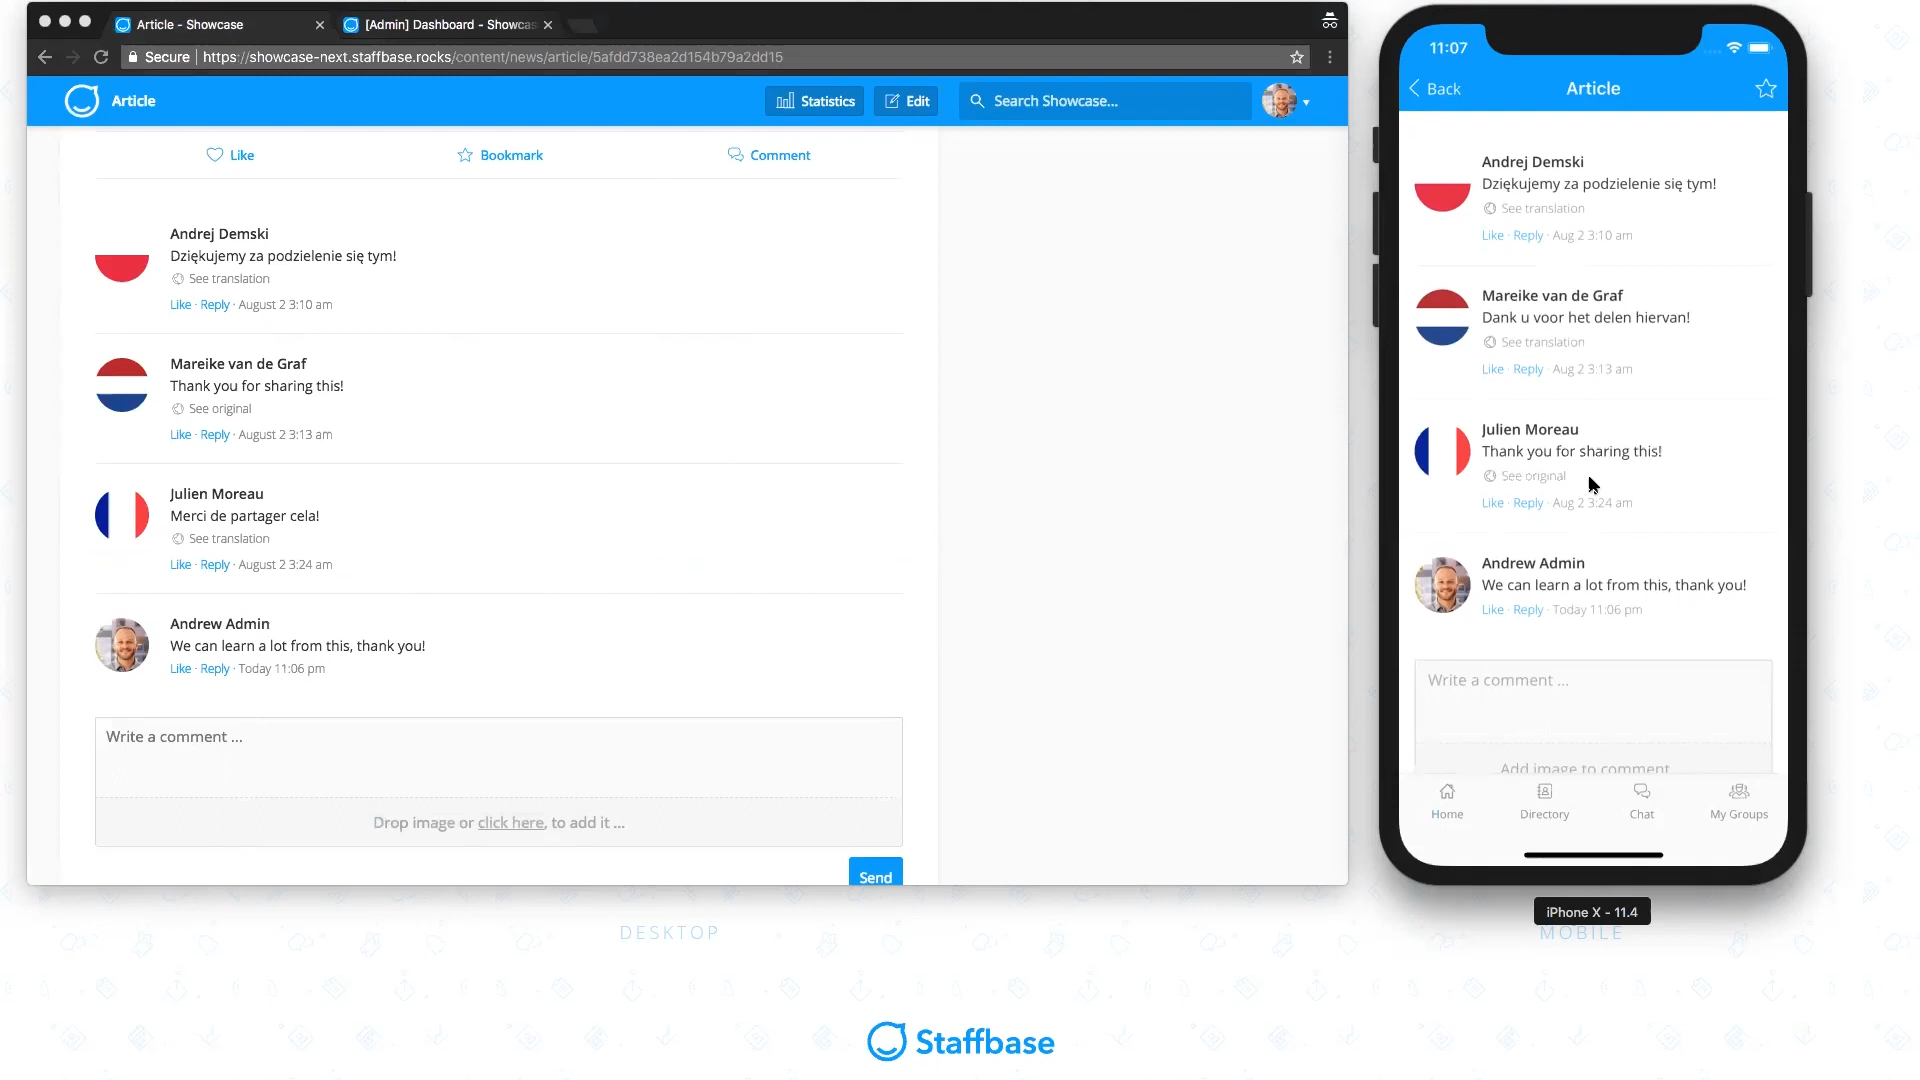 Article - Showcase
[Admin] Dashboard - Showcas
Secure
https://showcase-next.staffbase.rocks/content/news/article/5afdd738ea2d154b79a2dd15
Article
Statistics
Edit
Search Showcase...
Like
Bookmark
Comment
Andrej Demski
Dziękujemy za podzielenie się tym!
See translation
Like · Reply · August 2 3:10 am
Mareike van de Graf
Thank you for sharing this!
See original
Like · Reply · August 2 3:13 am
Julien Moreau
Merci de partager cela!
See translation
Like · Reply · August 2 3:24 am
Andrew Admin
We can learn a lot from this, thank you!
Like · Reply · Today 11:06 pm
Write a comment ...
Drop image or click here, to add it ...
Send
DESKTOP
11:07
Back
Article
Andrej Demski
Dziękujemy za podzielenie się tym!
See translation
Like · Reply · Aug 2 3:10 am
Mareike van de Graf
Dank u voor het delen hiervan!
See translation
Like · Reply · Aug 2 3:13 am
Julien Moreau
Thank you for sharing this!
See original
Like · Reply · Aug 2 3:24 am
Andrew Admin
We can learn a lot from this, thank you!
Like · Reply · Today 11:06 pm
Write a comment ...
Add image to comment
Home
Directory
Chat
My Groups
iPhone X - 11.4
MOBILE
Staffbase